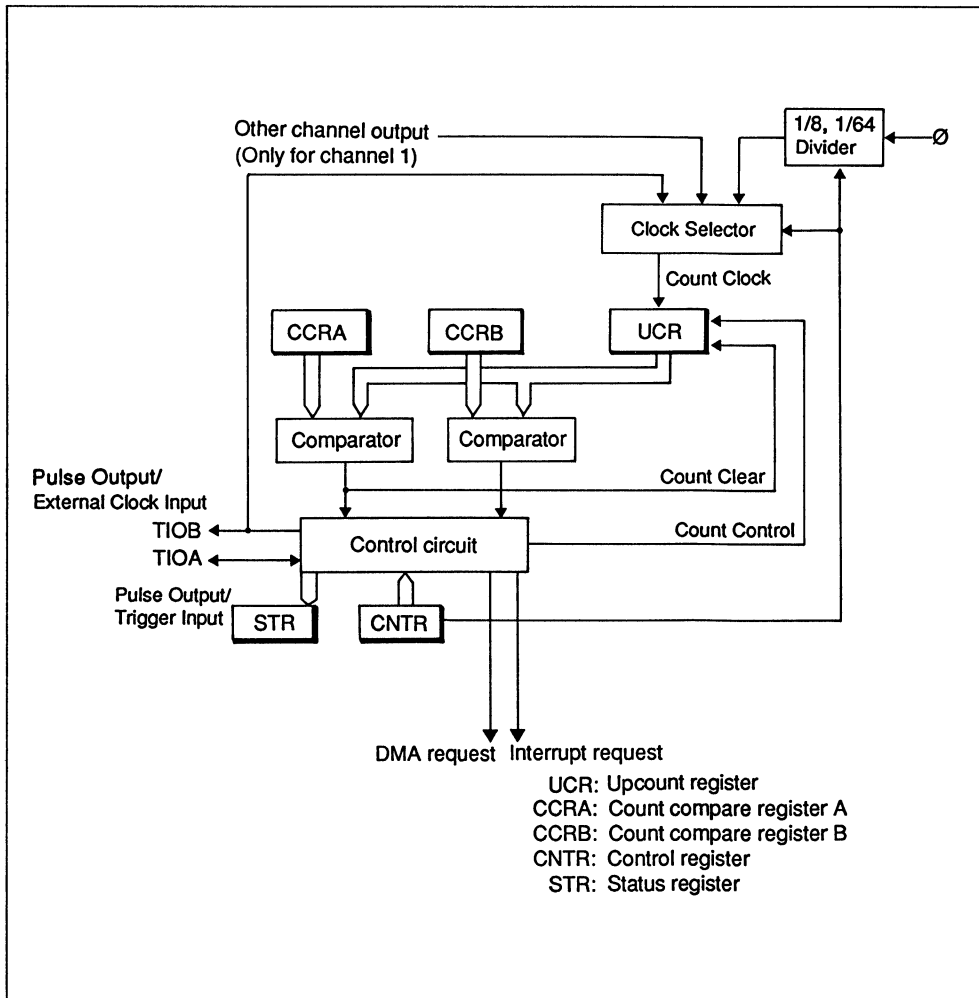 Other channel output
(Only for channel 1)
1/8, 1/64
Divider
Ø
Clock Selector
Count Clock
CCRA
CCRB
UCR
Comparator
Comparator
Pulse Output/
External Clock Input
Count Clear
TIOB
Control circuit
Count Control
TIOA
Pulse Output/
Trigger Input
STR
CNTR
DMA request
Interrupt request
UCR: Upcount register
CCRA: Count compare register A
CCRB: Count compare register B
CNTR: Control register
STR: Status register